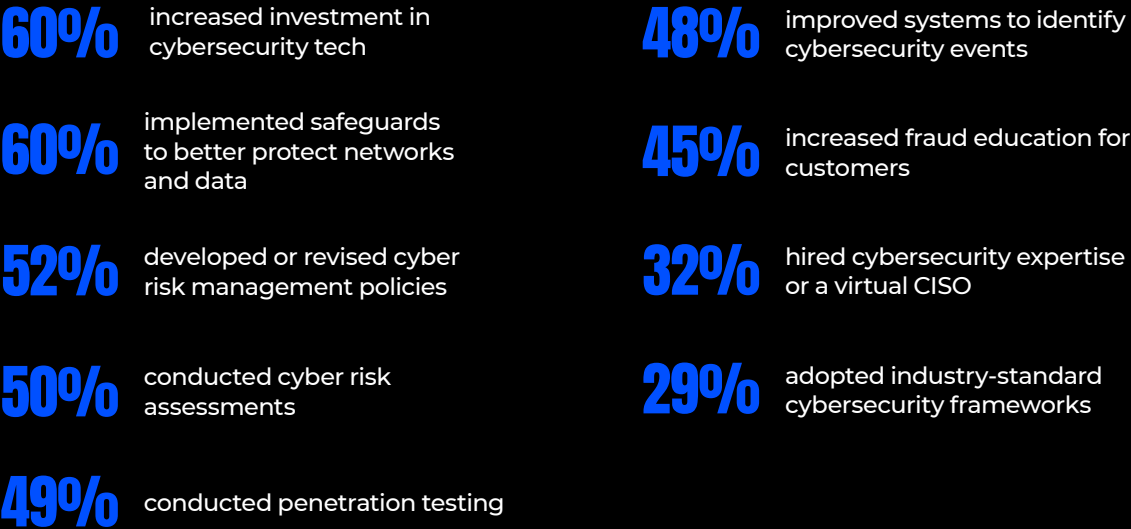 60%
increased investment in
cybersecurity tech
60%
implemented safeguards
to better protect networks
and data
52%
developed or revised cyber
risk management policies
50%
conducted cyber risk
assessments
49%
conducted penetration testing
48%
improved systems to identify
cybersecurity events
45%
increased fraud education for
customers
32%
hired cybersecurity expertise
or a virtual CISO
29%
adopted industry-standard
cybersecurity frameworks